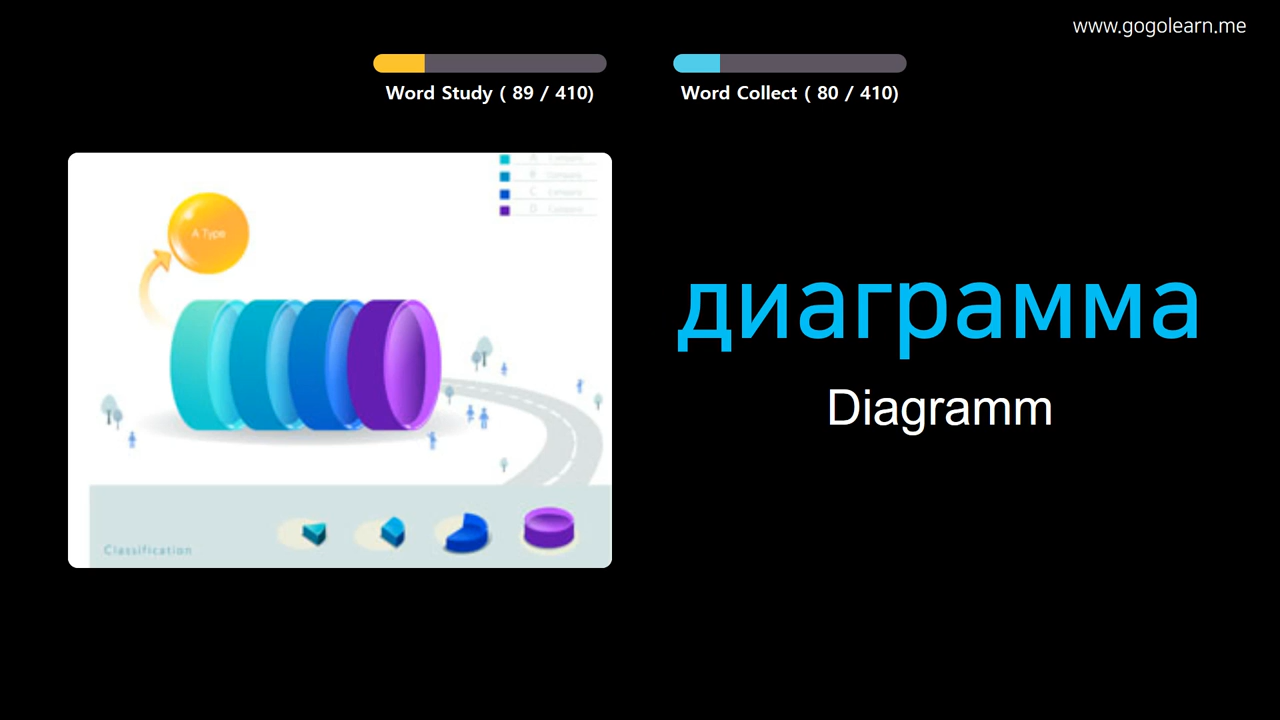 www.gogolearn.me
Word Study ( 89 / 410)
Word Collect ( 80 / 410)
A
B
C
D
A Type
диаграмма
Diagramm
Classification